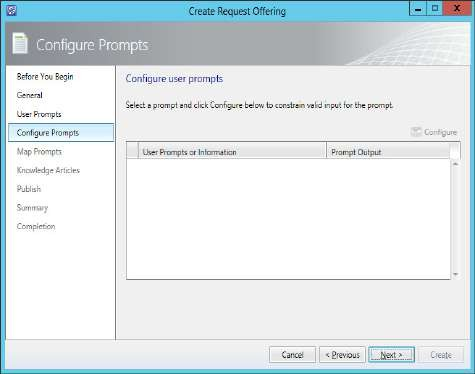 Create Request Offering
Configure Prompts
Before You Begin
General
User Prompts
Configure Prompts
Map Prompts
Knowledge Articles
Publish
Summary
Completion
Configure user prompts
Select a prompt and click Configure below to constrain valid input for the prompt.
Configure
User Prompts or Information Prompt Output
Cancel < Previous Next > Create